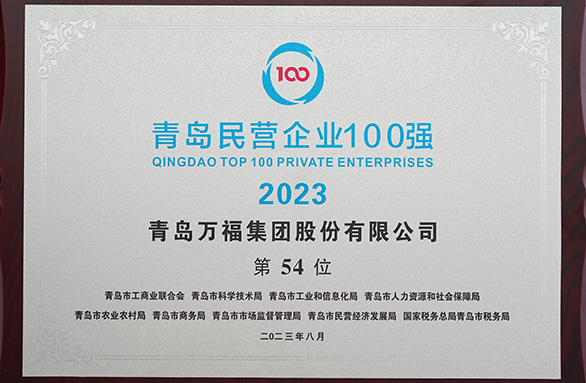 100
青岛民营企业100强
QINGDAO TOP 100 PRIVATE ENTERPRISES
2023
青岛万福集团股份有限公司
第 54 位
青岛市工商业联合会 青岛市科学技术局 青岛市工业和信息化局 青岛市人力资源和社会保障局
青岛市农业农村局 青岛市商务局 青岛市市场监督管理局 青岛市民营经济发展局 国家税务总局青岛市税务局
二〇二三年八月